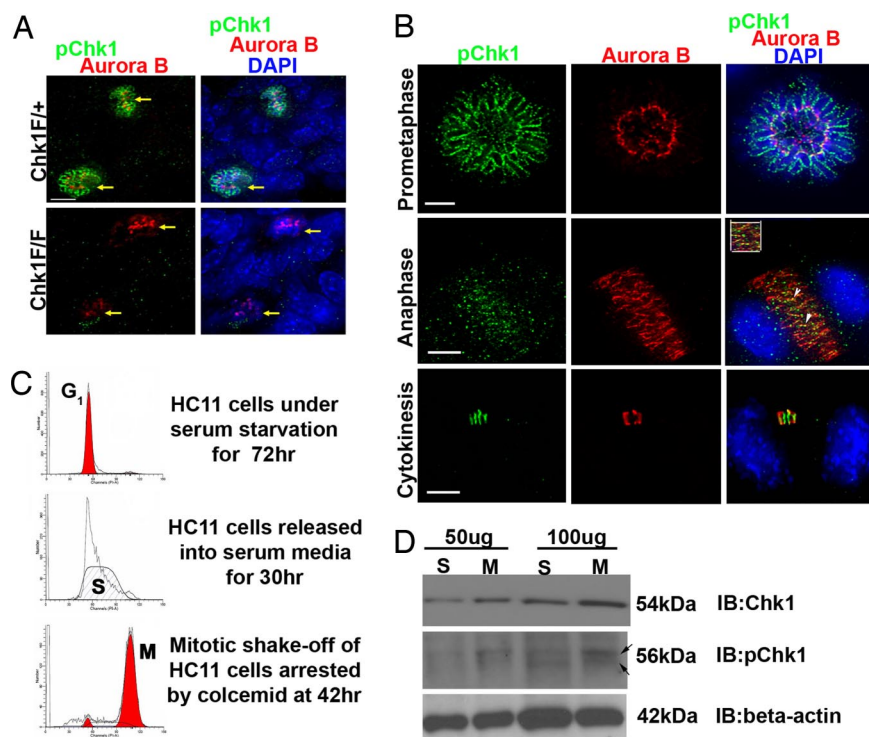 A
pChk1
Aurora B
pChk1
Aurora B
DAPI
Chk1F/+
Chk1F/F
B
pChk1
Aurora B
pChk1
Aurora B
DAPI
Prometaphase
Anaphase
Cytokinesis
C
G1
HC11 cells under
serum starvation
for 72hr
S
HC11 cells released
into serum media
for 30hr
M
Mitotic shake-off of
HC11 cells arrested
by colcemid at 42hr
D
50ug 100ug
S M S M
54kDa IB:Chk1
56kDa IB:pChk1
42kDa IB:beta-actin